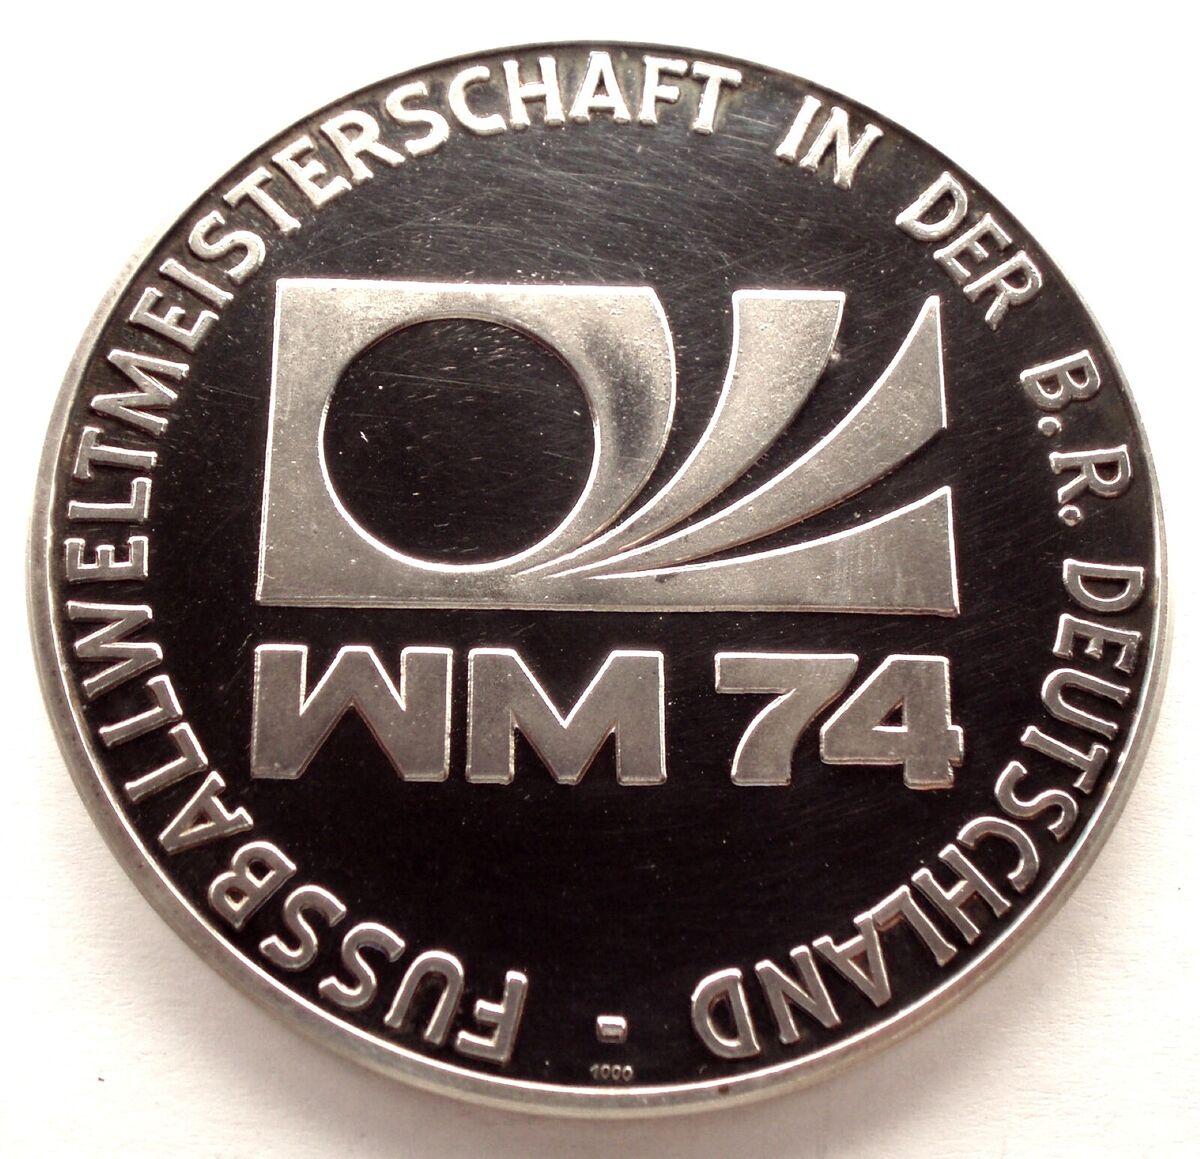 FUSSBALLWELTMEISTERSCHAFT IN DER B.R. DEUTSCHLAND
WM 74
1000